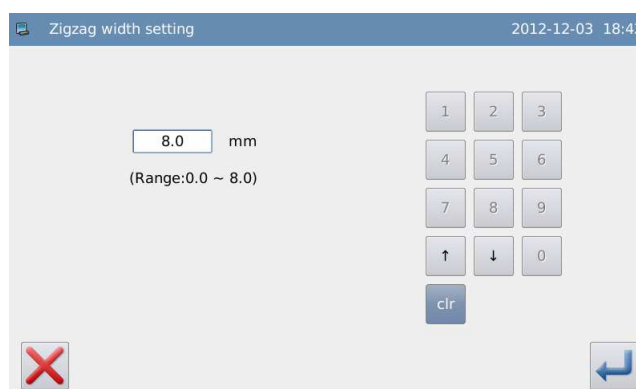 Zigzag width setting 2012-12-03 18:43
8.0 mm
(Range:0.0 ~ 8.0)
1 2 3
4 5 6
7 8 9
↑ ↓ 0
clr